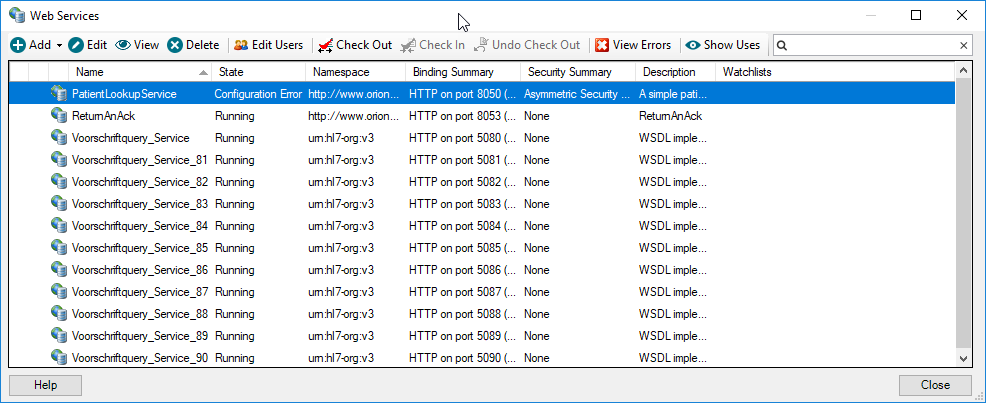 Web Services
Add Edit View Delete Edit Users Check Out Check In Undo Check Out View Errors Show Uses
Name State Namespace Binding Summary Security Summary Description Watchlists
PatientLookupService Configuration Error http://www.orion... HTTP on port 8050 (... Asymmetric Security ... A simple pati...
ReturnAnAck Running http://www.orion... HTTP on port 8053 (... None ReturnAnAck
Voorschriftquery_Service Running urn:hl7-org:v3 HTTP on port 5080 (... None WSDL imple...
Voorschriftquery_Service_81 Running urn:hl7-org:v3 HTTP on port 5081 (... None WSDL imple...
Voorschriftquery_Service_82 Running urn:hl7-org:v3 HTTP on port 5082 (... None WSDL imple...
Voorschriftquery_Service_83 Running urn:hl7-org:v3 HTTP on port 5083 (... None WSDL imple...
Voorschriftquery_Service_84 Running urn:hl7-org:v3 HTTP on port 5084 (... None WSDL imple...
Voorschriftquery_Service_85 Running urn:hl7-org:v3 HTTP on port 5085 (... None WSDL imple...
Voorschriftquery_Service_86 Running urn:hl7-org:v3 HTTP on port 5086 (... None WSDL imple...
Voorschriftquery_Service_87 Running urn:hl7-org:v3 HTTP on port 5087 (... None WSDL imple...
Voorschriftquery_Service_88 Running urn:hl7-org:v3 HTTP on port 5088 (... None WSDL imple...
Voorschriftquery_Service_89 Running urn:hl7-org:v3 HTTP on port 5089 (... None WSDL imple...
Voorschriftquery_Service_90 Running urn:hl7-org:v3 HTTP on port 5090 (... None WSDL imple...
Help Close